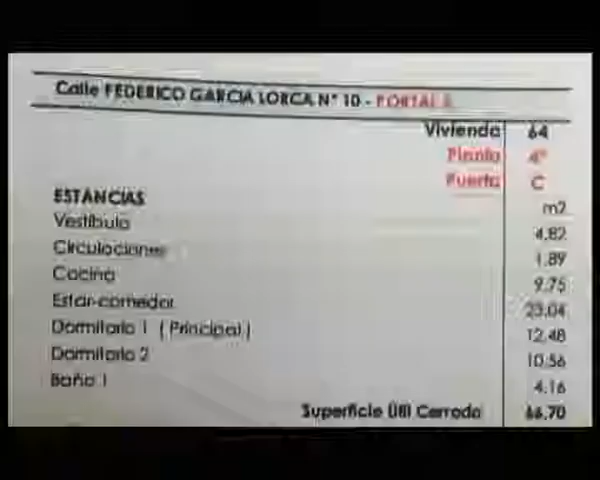 Calle FEDERICO GARCIA LORCA Nº 10 - PORTAL
Vivienda 64
Planta 4º
Puerta C
ESTANCIAS m2
Vestíbulo 4.82
Circulaciones 1.89
Cocina 9.75
Estar-comedor 23.04
Dormitorio 1 (Principal) 12.48
Dormitorio 2 10.56
Baño 1 4.16
Superficie Útil Cerrada 66.70